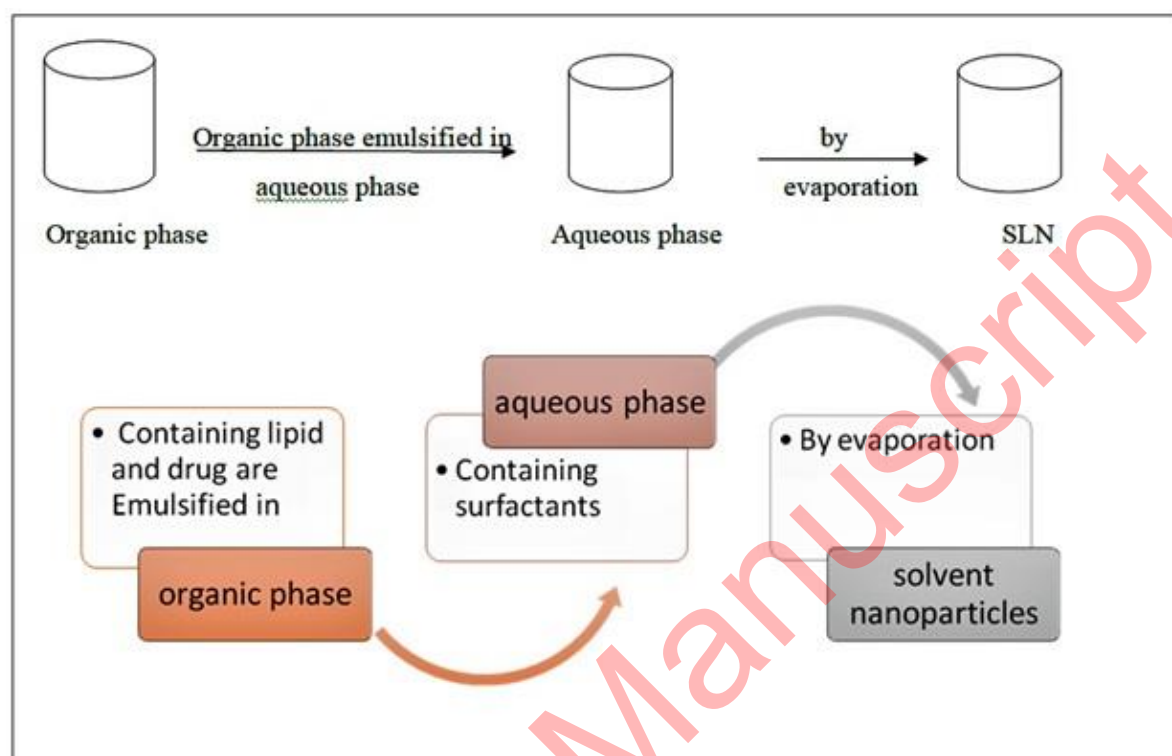 Organic phase emulsified in
aqueous phase
by
evaporation
Organic phase
Aqueous phase
SLN
• Containing lipid
and drug are
Emulsified in
organic phase
aqueous phase
• Containing
surfactants
• By evaporation
solvent
nanoparticles
Manuscript